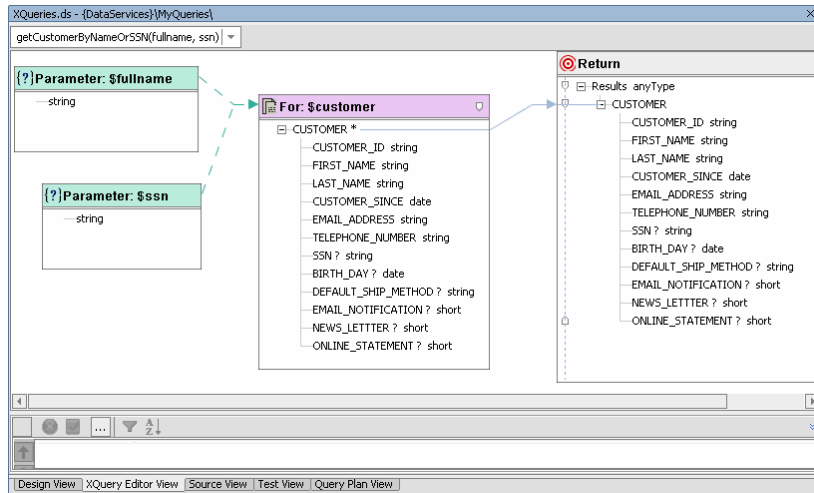 XQueries.ds - {DataServices}\MyQueries\
getCustomerByNameOrSSN(fullname, ssn)
{?}Parameter: $fullname
string
{?}Parameter: $ssn
string
For: $customer
CUSTOMER *
CUSTOMER_ID string
FIRST_NAME string
LAST_NAME string
CUSTOMER_SINCE date
EMAIL_ADDRESS string
TELEPHONE_NUMBER string
SSN ? string
BIRTH_DAY ? date
DEFAULT_SHIP_METHOD ? string
EMAIL_NOTIFICATION ? short
NEWS_LETTTER ? short
ONLINE_STATEMENT ? short
Return
Results anyType
CUSTOMER
CUSTOMER_ID string
FIRST_NAME string
LAST_NAME string
CUSTOMER_SINCE date
EMAIL_ADDRESS string
TELEPHONE_NUMBER string
SSN ? string
BIRTH_DAY ? date
DEFAULT_SHIP_METHOD ? string
EMAIL_NOTIFICATION ? short
NEWS_LETTTER ? short
ONLINE_STATEMENT ? short
... A Z
Design View XQuery Editor View Source View Test View Query Plan View